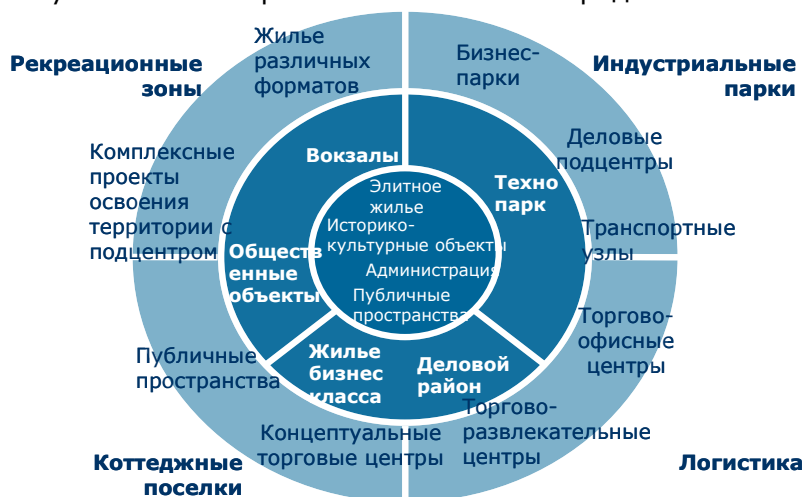 Жилье
различных
форматов
Бизнес-
парки
Рекреационные
зоны
Индустриальные
парки
Комплексные
проекты
освоения
территории с
подцентром
Вокзалы
Деловые
подцентры
Техно
парк
Элитное
жилье
Историко-
культурные объекты
Администрация
Публичные
пространства
Обществ
енные
объекты
Транспортные
узлы
Торгово-
офисные
центры
Публичные
пространства
Жилье
бизнес
класса
Деловой
район
Торгово-
развлекательные
центры
Концептуальные
торговые центры
Коттеджные
поселки
Логистика